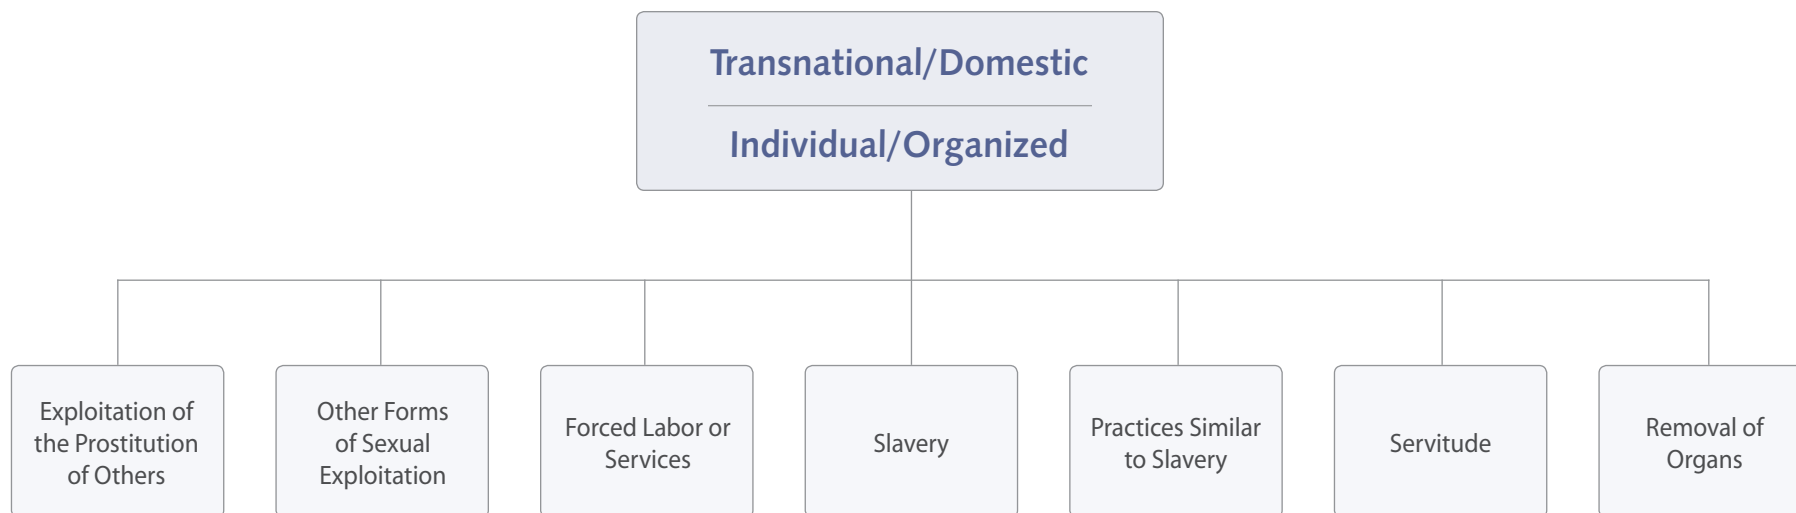 Transnational/Domestic
Individual/Organized
Exploitation of
the Prostitution
of Others
Other Forms
of Sexual
Exploitation
Forced Labor or
Services
Slavery
Practices Similar
to Slavery
Servitude
Removal of
Organs